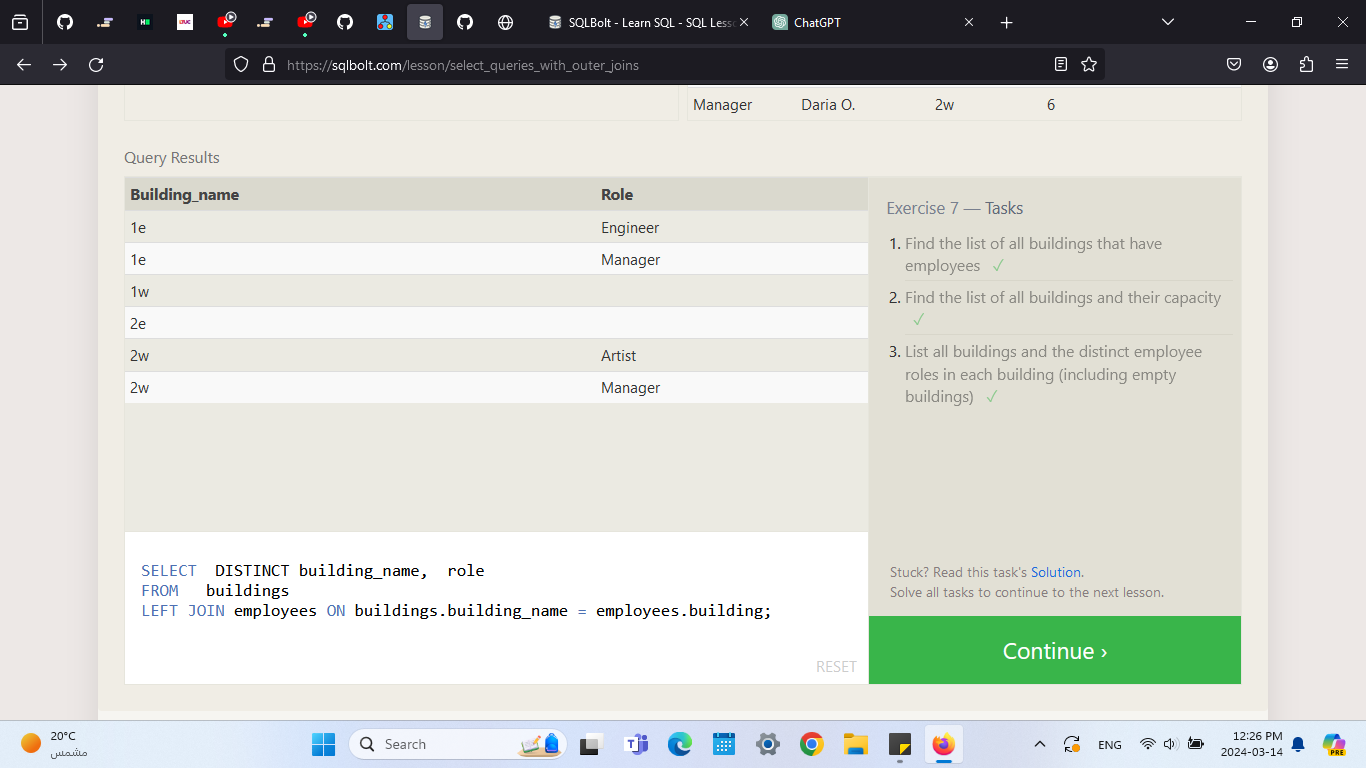 SQLBolt - Learn SQL - SQL Less
ChatGPT
https://sqlbolt.com/lesson/select_queries_with_outer_joins
Manager Daria O. 2w 6
Query Results
Building_name Role
1e Engineer
1e Manager
1w
2e
2w Artist
2w Manager
Exercise 7 — Tasks
1. Find the list of all buildings that have
employees ✓
2. Find the list of all buildings and their capacity
✓
3. List all buildings and the distinct employee
roles in each building (including empty
buildings) ✓
Stuck? Read this task's Solution.
Solve all tasks to continue to the next lesson.
Continue ›
SELECT DISTINCT building_name, role
FROM buildings
LEFT JOIN employees ON buildings.building_name = employees.building;
RESET
20°C
مشمس
Search
ENG
12:26 PM
2024-03-14
PRE